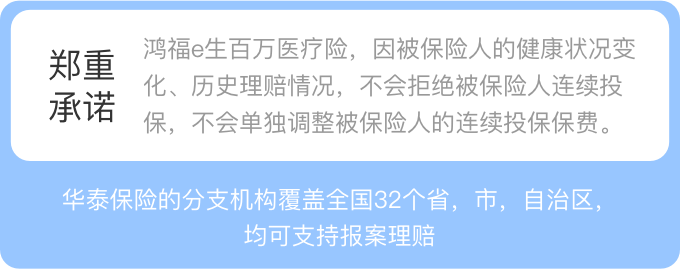 郑重
承诺
鸿福e生百万医疗险，因被保险人的健康状况变
化、历史理赔情况，不会拒绝被保险人连续投
保，不会单独调整被保险人的连续投保保费。
华泰保险的分支机构覆盖全国32个省，市，自治区，
均可支持报案理赔